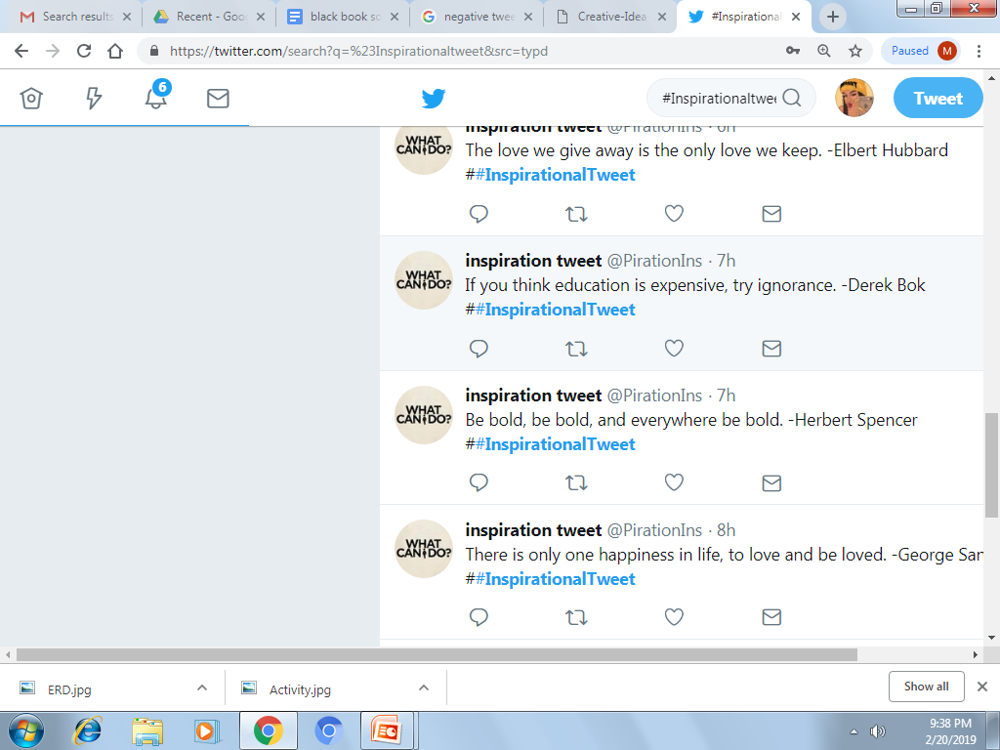 Search results
Recent - Goo
black book so
negative twee
Creative-Idea
#Inspirational
https://twitter.com/search?q=%23Inspirationaltweet&src=typd
Paused M
6
#Inspirationaltwee
Tweet
inspiration tweet @PirationIns · 6h
WHAT CAN I DO?
The love we give away is the only love we keep. -Elbert Hubbard
##InspirationalTweet
inspiration tweet @PirationIns · 7h
WHAT CAN I DO?
If you think education is expensive, try ignorance. -Derek Bok
##InspirationalTweet
inspiration tweet @PirationIns · 7h
WHAT CAN I DO?
Be bold, be bold, and everywhere be bold. -Herbert Spencer
##InspirationalTweet
inspiration tweet @PirationIns · 8h
WHAT CAN I DO?
There is only one happiness in life, to love and be loved. -George San
##InspirationalTweet
ERD.jpg
Activity.jpg
Show all
9:38 PM
2/20/2019